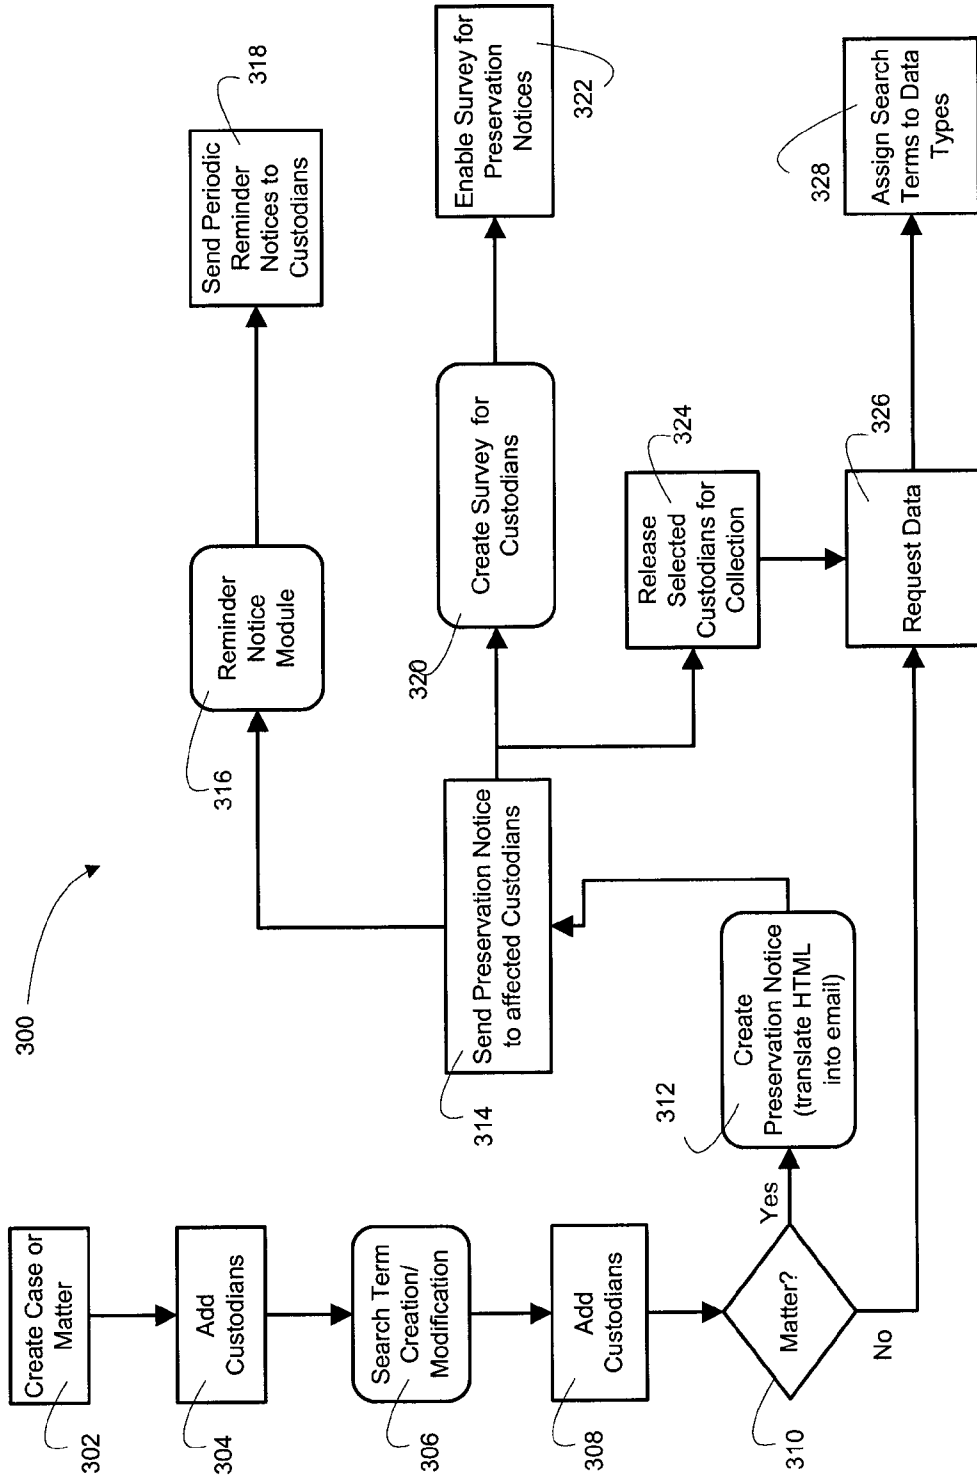 300
Create Case or
Matter
302
Add
Custodians
304
Search Term
Creation/
Modification
306
Add
Custodians
308
Matter?
310
Yes
No
Create
Preservation Notice
(translate HTML
into email)
312
Send Preservation Notice
to affected Custodians
314
Reminder
Notice
Module
316
Send Periodic
Reminder
Notices to
Custodians
318
Create Survey for
Custodians
320
Enable Survey for
Preservation
Notices
322
Release
Selected
Custodians for
Collection
324
Request Data
326
Assign Search
Terms to Data
Types
328